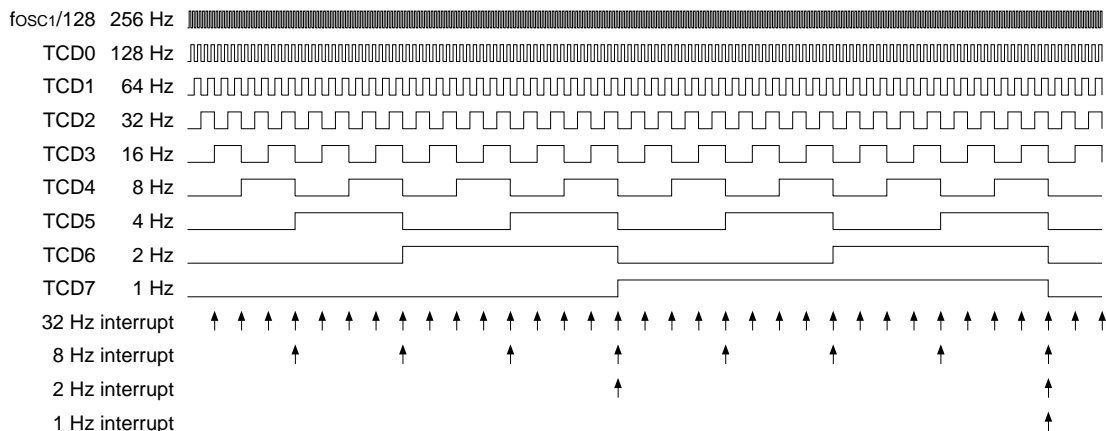 fOSC1/128 256 Hz
TCD0 128 Hz
TCD1 64 Hz
TCD2 32 Hz
TCD3 16 Hz
TCD4 8 Hz
TCD5 4 Hz
TCD6 2 Hz
TCD7 1 Hz
32 Hz interrupt
8 Hz interrupt
2 Hz interrupt
1 Hz interrupt